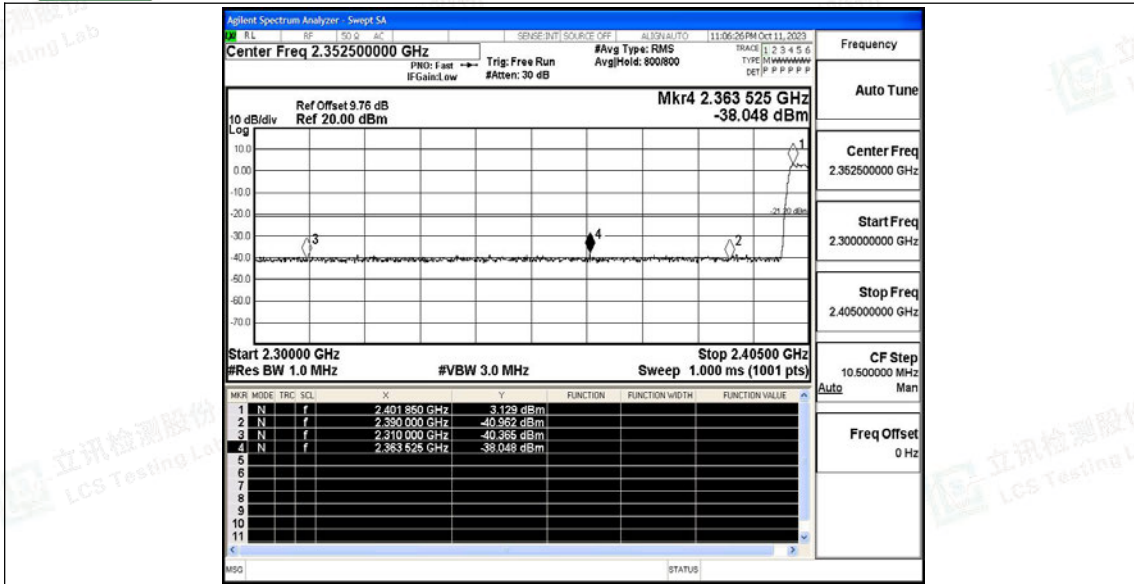 Agilent Spectrum Analyzer - Swept SA
RL RF 50 Ω AC SENSE:INT SOURCE OFF ALIGN AUTO 11:06:26 PM Oct 11, 2023
Center Freq 2.352500000 GHz
PNO: Fast
IFGain:Low
Trig: Free Run
#Atten: 30 dB
#Avg Type: RMS
Avg|Hold: 800/800
TRACE 1 2 3 4 5 6
TYPE M WWWWW
DET P P P P P P
Ref Offset 9.76 dB
10 dB/div Ref 20.00 dBm
Log
Mkr4 2.363 525 GHz
-38.048 dBm
10.0
0.00
-10.0
-20.0
-30.0
-40.0
-50.0
-60.0
-70.0
1
-21.20 dBm
3
4
2
Start 2.30000 GHz Stop 2.40500 GHz
#Res BW 1.0 MHz #VBW 3.0 MHz Sweep 1.000 ms (1001 pts)
MKR MODE TRC SCL X Y FUNCTION FUNCTION WIDTH FUNCTION VALUE
1 N f 2.401 850 GHz 3.129 dBm
2 N f 2.390 000 GHz -40.962 dBm
3 N f 2.310 000 GHz -40.365 dBm
4 N f 2.363 525 GHz -38.048 dBm
5
6
7
8
9
10
11
MSG STATUS
Frequency
Auto Tune
Center Freq
2.352500000 GHz
Start Freq
2.300000000 GHz
Stop Freq
2.405000000 GHz
CF Step
10.500000 MHz
Auto Man
Freq Offset
0 Hz
立讯检测股份
LCS Testing Lab
立讯检测股份
LCS Testing L